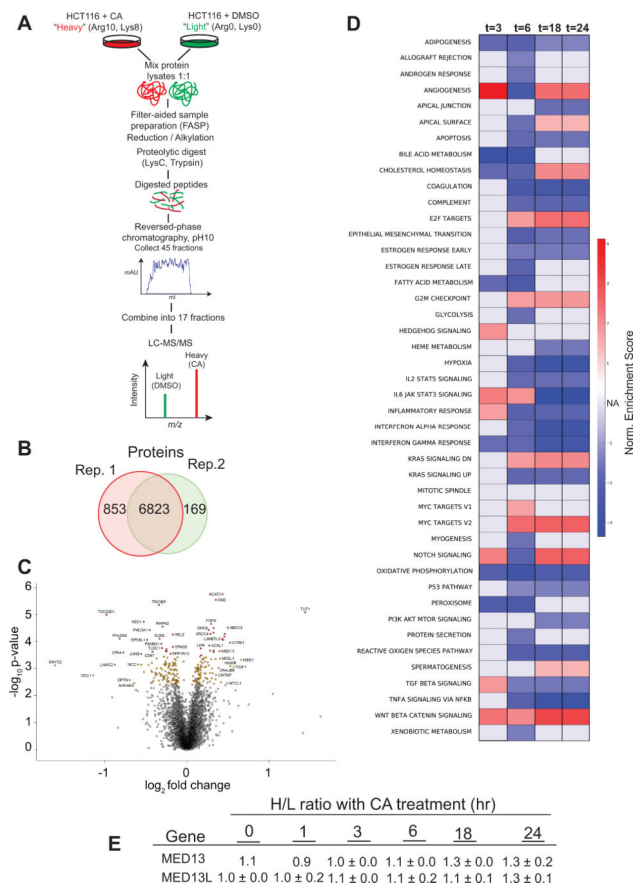 A
HCT116 + CA
"Heavy" (Arg10, Lys8)
HCT116 + DMSO
"Light" (Arg0, Lys0)
Mix protein
lysates 1:1
Filter-aided sample
preparation (FASP)
Reduction / Alkylation
Proteolytic digest
(LysC, Trypsin)
Digested peptides
Reversed-phase
chromatography, pH10
Collect 45 fractions
mAU
ml
Combine into 17 fractions
LC-MS/MS
Heavy
(CA)
Light
(DMSO)
Intensity
m/z
B
Proteins
Rep. 1
Rep.2
853
6823
169
C
-log10 p-value
6
5
4
3
2
1
0
-1
0
1
log2 fold change
TUT1
D
t=3 t=6 t=18 t=24
ADIPOGENESIS
ALLOGRAFT REJECTION
ANDROGEN RESPONSE
ANGIOGENESIS
APICAL JUNCTION
APICAL SURFACE
APOPTOSIS
BILE ACID METABOLISM
CHOLESTEROL HOMEOSTASIS
COAGULATION
COMPLEMENT
E2F TARGETS
EPITHELIAL MESENCHYMAL TRANSITION
ESTROGEN RESPONSE EARLY
ESTROGEN RESPONSE LATE
FATTY ACID METABOLISM
G2M CHECKPOINT
GLYCOLYSIS
HEDGEHOG SIGNALING
HEME METABOLISM
HYPOXIA
IL2 STAT5 SIGNALING
IL6 JAK STAT3 SIGNALING
INFLAMMATORY RESPONSE
INTERFERON ALPHA RESPONSE
INTERFERON GAMMA RESPONSE
KRAS SIGNALING DN
KRAS SIGNALING UP
MITOTIC SPINDLE
MYC TARGETS V1
MYC TARGETS V2
MYOGENESIS
NOTCH SIGNALING
OXIDATIVE PHOSPHORYLATION
P53 PATHWAY
PEROXISOME
PI3K AKT MTOR SIGNALING
PROTEIN SECRETION
REACTIVE OXIGEN SPECIES PATHWAY
SPERMATOGENESIS
TGF BETA SIGNALING
TNFA SIGNALING VIA NFKB
WNT BETA CATENIN SIGNALING
XENOBIOTIC METABOLISM
NA
Norm. Enrichment Score
E
H/L ratio with CA treatment (hr)
Gene 0 1 3 6 18 24
MED13 1.1 0.9 1.0 ± 0.0 1.1 ± 0.0 1.3 ± 0.0 1.3 ± 0.2
MED13L 1.0 ± 0.0 1.0 ± 0.2 1.1 ± 0.0 1.1 ± 0.2 1.1 ± 0.1 1.3 ± 0.1